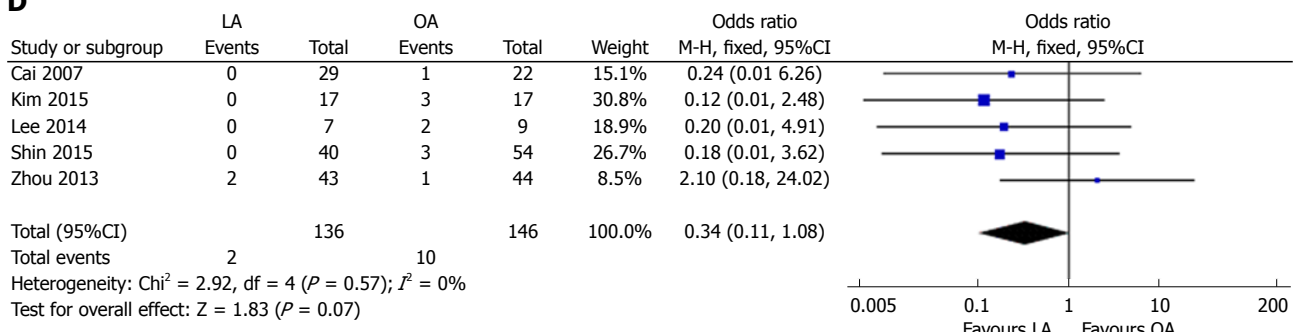 D
LA OA Odds ratio Odds ratio
Study or subgroup Events Total Events Total Weight M-H, fixed, 95%CI M-H, fixed, 95%CI
Cai 2007 0 29 1 22 15.1% 0.24 (0.01 6.26)
Kim 2015 0 17 3 17 30.8% 0.12 (0.01, 2.48)
Lee 2014 0 7 2 9 18.9% 0.20 (0.01, 4.91)
Shin 2015 0 40 3 54 26.7% 0.18 (0.01, 3.62)
Zhou 2013 2 43 1 44 8.5% 2.10 (0.18, 24.02)
Total (95%CI) 136 146 100.0% 0.34 (0.11, 1.08)
Total events 2 10
Heterogeneity: Chi² = 2.92, df = 4 (P = 0.57); I² = 0%
Test for overall effect: Z = 1.83 (P = 0.07)
0.005 0.1 1 10 200
Favours LA Favours OA